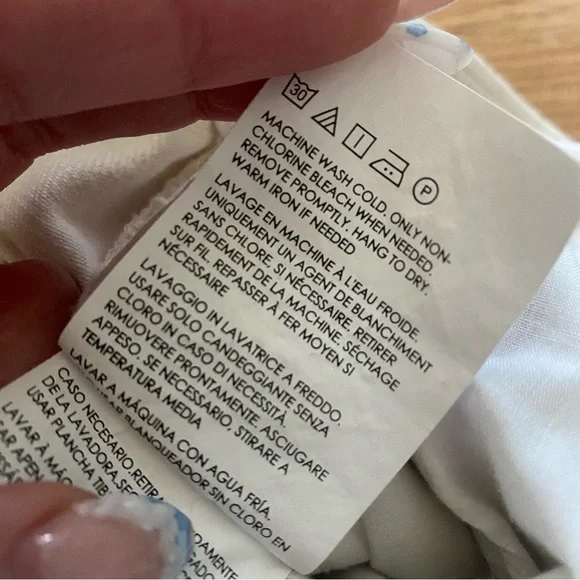 30
P
MACHINE WASH COLD. ONLY NON-
CHLORINE BLEACH WHEN NEEDED.
REMOVE PROMPTLY. HANG TO DRY.
WARM IRON IF NEEDED
LAVAGE EN MACHINE À L'EAU FROIDE.
UNIQUEMENT UN AGENT DE BLANCHIMENT
SANS CHLORE, SI NÉCESSAIRE. RETIRER
RAPIDEMENT DE LA MACHINE, SÉCHAGE
SUR FIL. REPASSER À FER MOYEN SI
NÉCESSAIRE
LAVAGGIO IN LAVATRICE A FREDDO.
USARE SOLO CANDEGGIANTE SENZA
CLORO IN CASO DI NECESSITÀ.
RIMUOVERE PRONTAMENTE. ASCIUGARE
APPESO. SE NECESSARIO, STIRARE A
TEMPERATURA MEDIA
LAVAR A MÁQUINA CON AGUA FRÍA.
BLANQUEADOR SIN CLORO EN
CASO NECESARIO.
DE LA LAVADORA,
USAR PLANCHA
LAVAR A